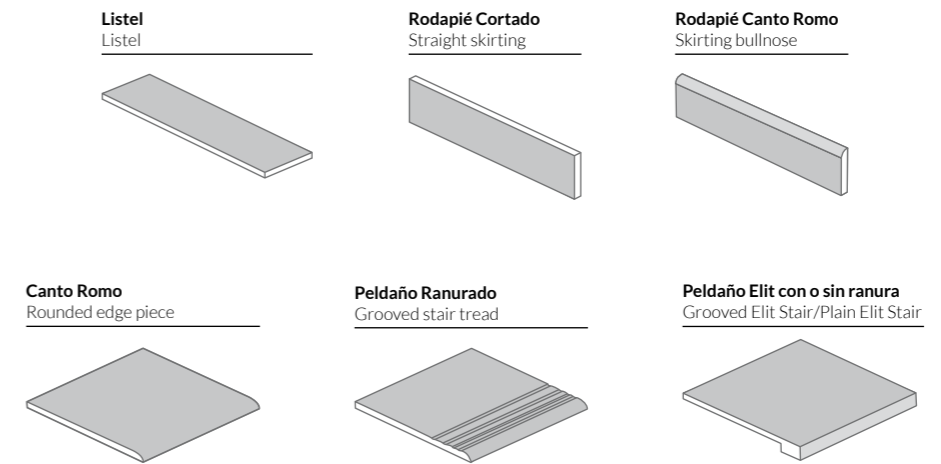 Listel
Listel
Rodapié Cortado
Straight skirting
Rodapié Canto Romo
Skirting bullnose
Canto Romo
Rounded edge piece
Peldaño Ranurado
Grooved stair tread
Peldaño Elit con o sin ranura
Grooved Elit Stair/Plain Elit Stair